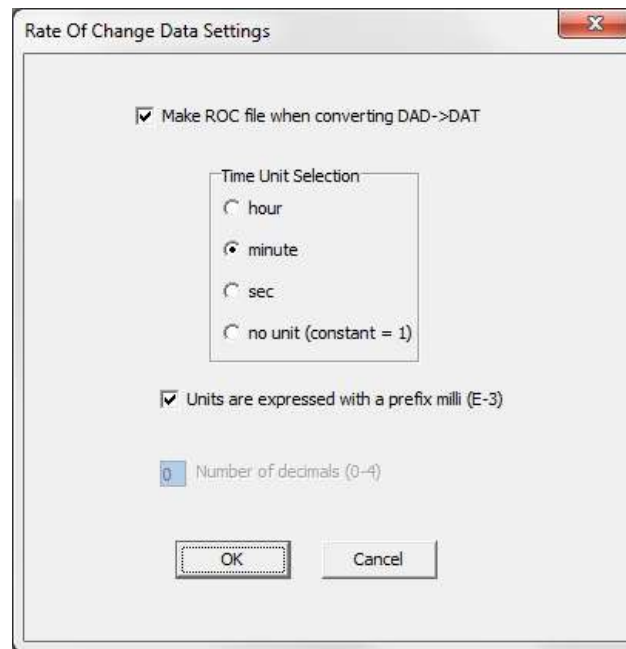 Rate Of Change Data Settings
Make ROC file when converting DAD->DAT
Time Unit Selection
hour
minute
sec
no unit (constant = 1)
Units are expressed with a prefix milli (E-3)
0 Number of decimals (0-4)
OK Cancel